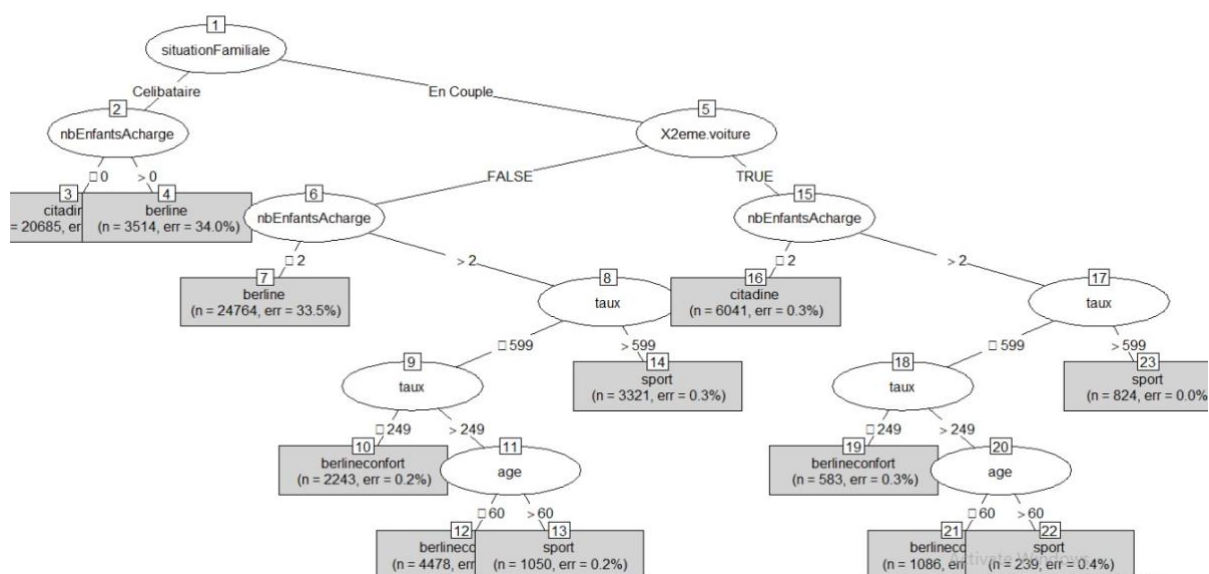 1
situationFamiliale
Celibataire
En Couple
2
nbEnfantsAcharge
5
X2eme.voiture
□ 0
> 0
FALSE
TRUE
3
citadir
= 20685, er
4
berline
(n = 3514, err = 34.0%)
6
nbEnfantsAcharge
15
nbEnfantsAcharge
□ 2
> 2
□ 2
> 2
7
berline
(n = 24764, err = 33.5%)
8
taux
16
citadine
(n = 6041, err = 0.3%)
17
taux
□ 599
> 599
□ 599
> 599
9
taux
14
sport
(n = 3321, err = 0.3%)
18
taux
23
sport
(n = 824, err = 0.0%
□ 249
> 249
□ 249
> 249
10
berlineconfort
(n = 2243, err = 0.2%)
11
age
19
berlineconfort
(n = 583, err = 0.3%)
20
age
□ 60
> 60
□ 60
> 60
12
berlinecc
(n = 4478, err
13
sport
(n = 1050, err = 0.2%)
21
berlinec
(n = 1086, err
22
sport
(n = 239, err = 0.4%)
Activate Windows